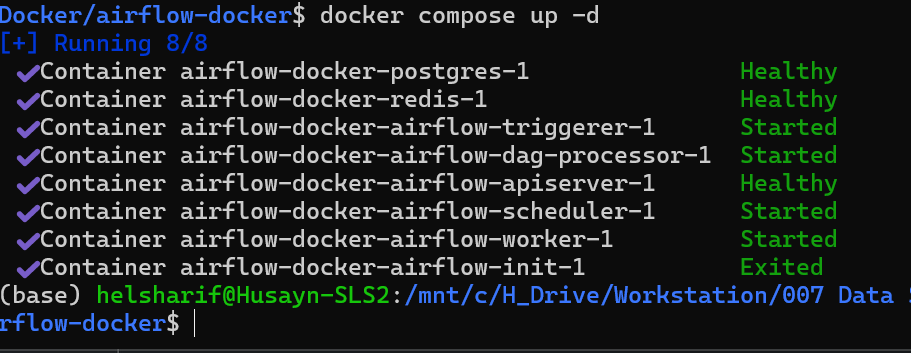 Docker/airflow-docker$ docker compose up -d
[+] Running 8/8
✔Container airflow-docker-postgres-1 Healthy
✔Container airflow-docker-redis-1 Healthy
✔Container airflow-docker-airflow-triggerer-1 Started
✔Container airflow-docker-airflow-dag-processor-1 Started
✔Container airflow-docker-airflow-apiserver-1 Healthy
✔Container airflow-docker-airflow-scheduler-1 Started
✔Container airflow-docker-airflow-worker-1 Started
✔Container airflow-docker-airflow-init-1 Exited
(base) helsharif@Husayn-SLS2:/mnt/c/H_Drive/Workstation/007 Data S
rflow-docker$